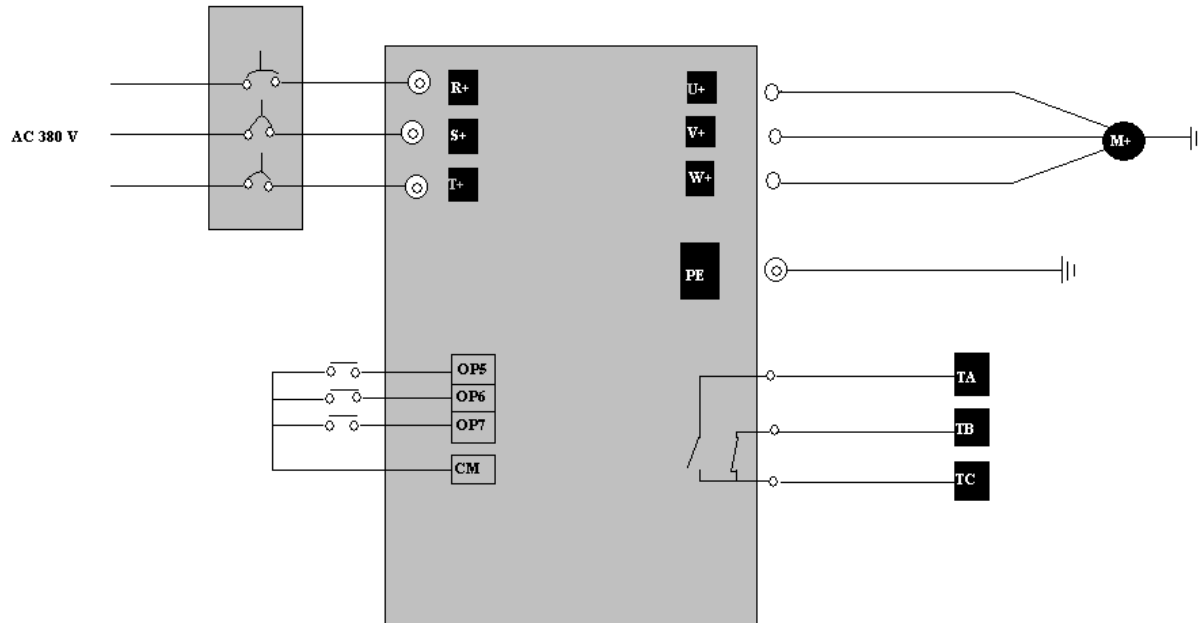 AC 380 V
R+
S+
T+
U+
V+
W+
M+
PE
OP5
OP6
OP7
CM
TA
TB
TC